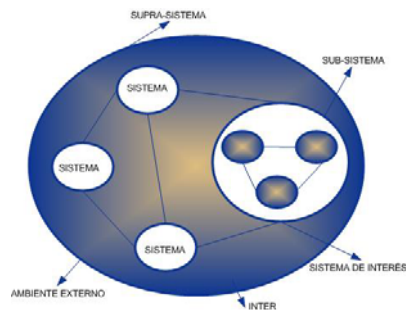 SUPRA-SISTEMA
SUB-SISTEMA
SISTEMA
SISTEMA
SISTEMA
SISTEMA DE INTERÉS
AMBIENTE EXTERNO
INTER